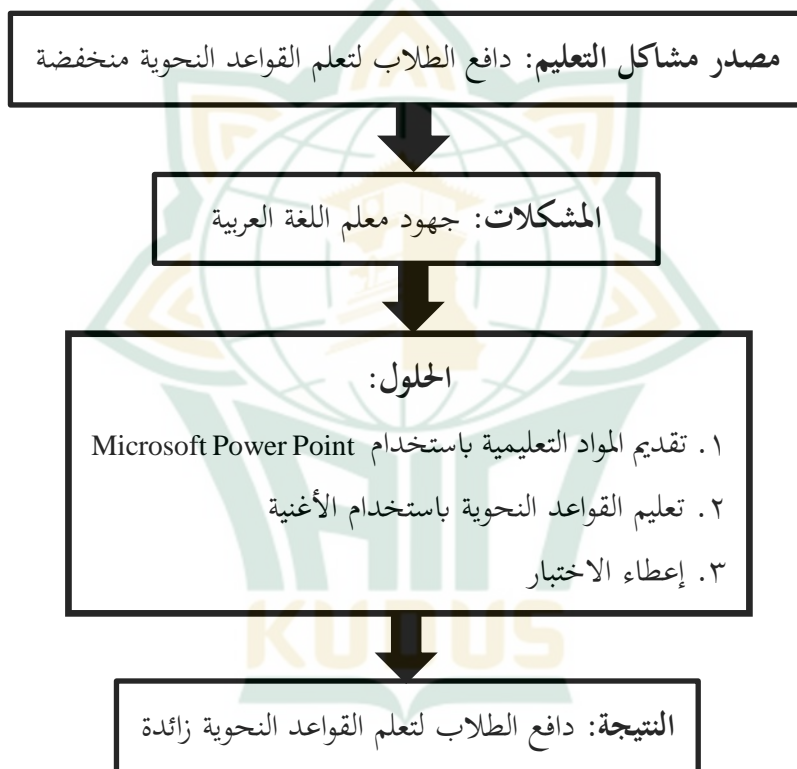 مصدر مشاكل التعليم: دافع الطلاب لتعلم القواعد النحوية منخفضة
المشكلات: جهود معلم اللغة العربية
الحلول:
١. تقديم المواد التعليمية باستخدام Microsoft Power Point
٢. تعليم القواعد النحوية باستخدام الأغنية
٣. إعطاء الاختبار
KUDUS
النتيجة: دافع الطلاب لتعلم القواعد النحوية زائدة